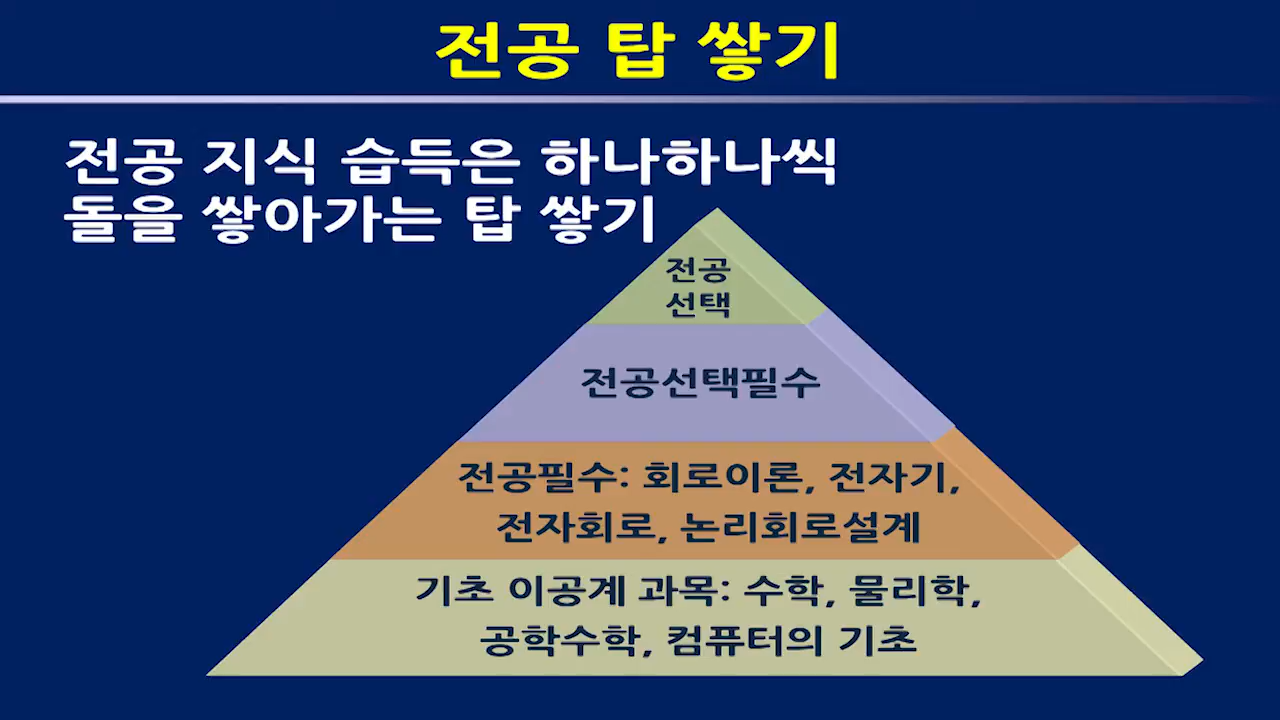 전공 탑 쌓기
전공 지식 습득은 하나하나씩
돌을 쌓아가는 탑 쌓기
전공
선택
전공선택필수
전공필수: 회로이론, 전자기,
전자회로, 논리회로설계
기초 이공계 과목: 수학, 물리학,
공학수학, 컴퓨터의 기초